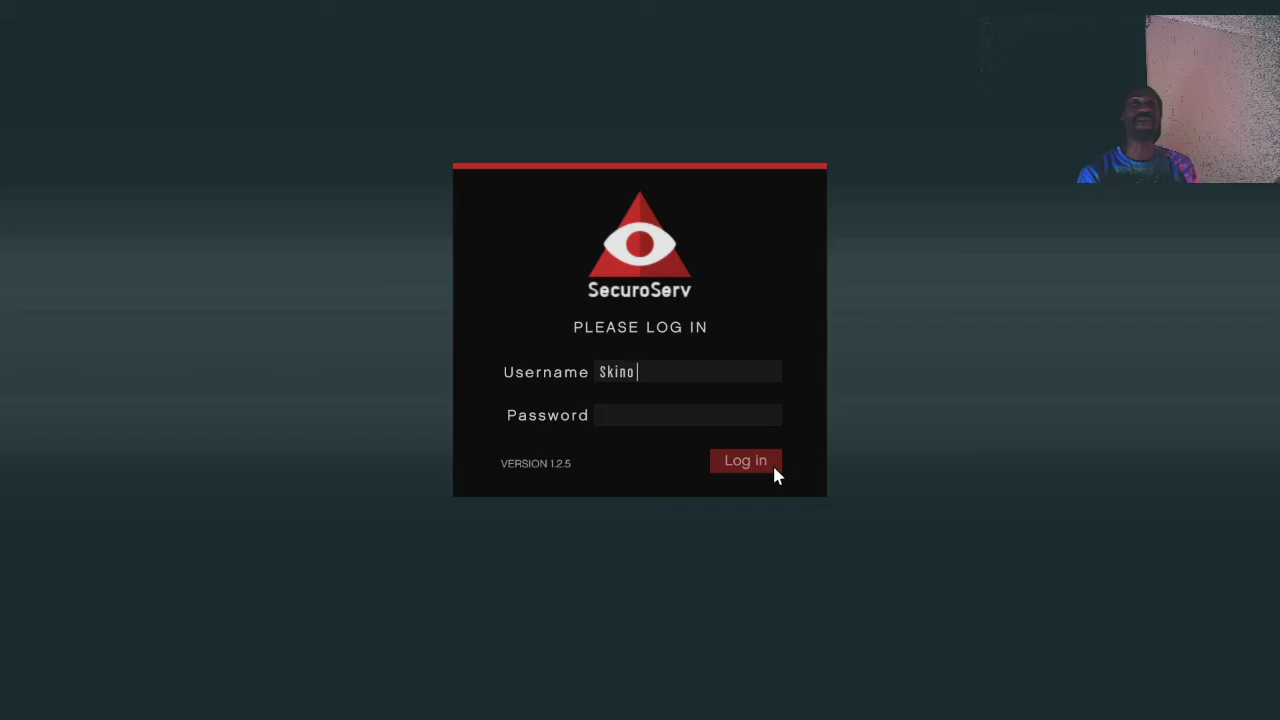 SecuroServ
PLEASE LOG IN
Username Skino
Password
VERSION 1.2.5 Log in